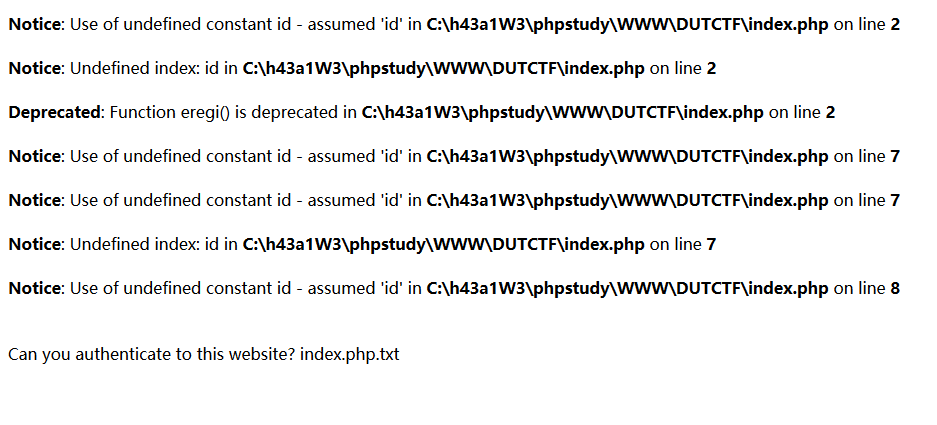 Notice: Use of undefined constant id - assumed 'id' in C:\h43a1W3\phpstudy\WWW\DUTCTF\index.php on line 2
Notice: Undefined index: id in C:\h43a1W3\phpstudy\WWW\DUTCTF\index.php on line 2
Deprecated: Function eregi() is deprecated in C:\h43a1W3\phpstudy\WWW\DUTCTF\index.php on line 2
Notice: Use of undefined constant id - assumed 'id' in C:\h43a1W3\phpstudy\WWW\DUTCTF\index.php on line 7
Notice: Use of undefined constant id - assumed 'id' in C:\h43a1W3\phpstudy\WWW\DUTCTF\index.php on line 7
Notice: Undefined index: id in C:\h43a1W3\phpstudy\WWW\DUTCTF\index.php on line 7
Notice: Use of undefined constant id - assumed 'id' in C:\h43a1W3\phpstudy\WWW\DUTCTF\index.php on line 8
Can you authenticate to this website? index.php.txt